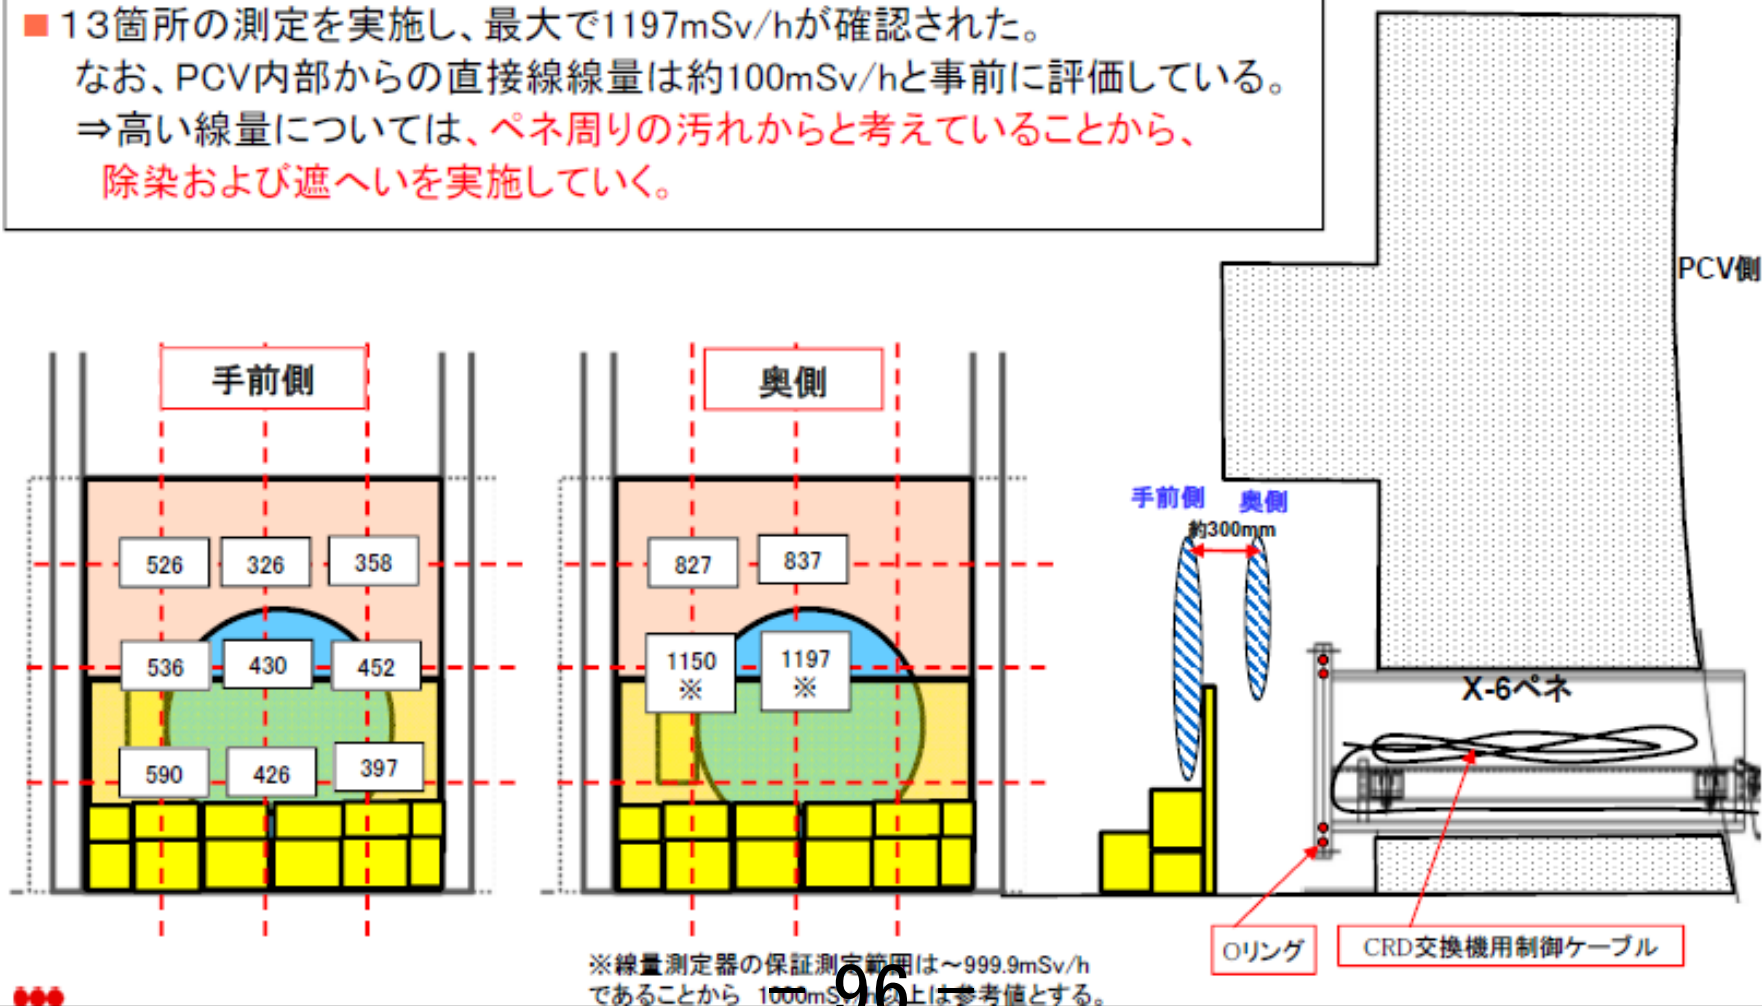 ■13箇所の測定を実施し、最大で1197mSv/hが確認された。
なお、PCV内部からの直接線線量は約100mSv/hと事前に評価している。
⇒高い線量については、ペネ周りの汚れからと考えていることから、
除染および遮へいを実施していく。
PCV側
手前側
奥側
手前側
奥側
約300mm
526
326
358
827
837
536
430
452
1150
※
1197
※
X-6ペネ
590
426
397
Oリング
CRD交換機用制御ケーブル
※線量測定器の保証測定範囲は～999.9mSv/h
であることから 1000mSv/h以上は参考値とする。
- 96 -